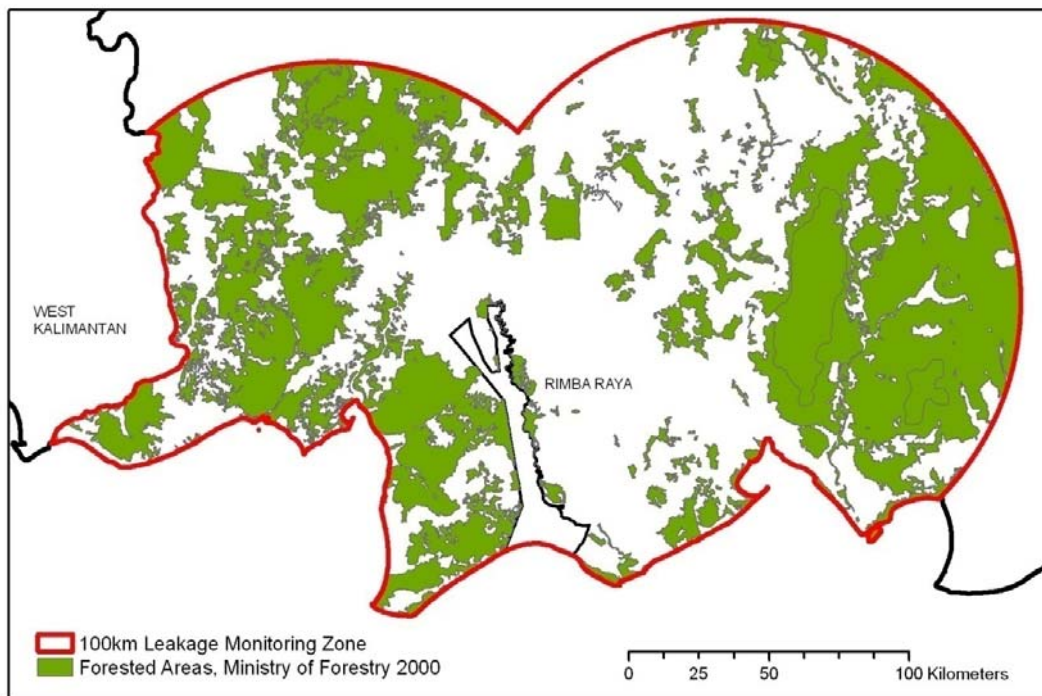 WEST
KALIMANTAN
RIMBA RAYA
100km Leakage Monitoring Zone
Forested Areas, Ministry of Forestry 2000
0 25 50 100 Kilometers